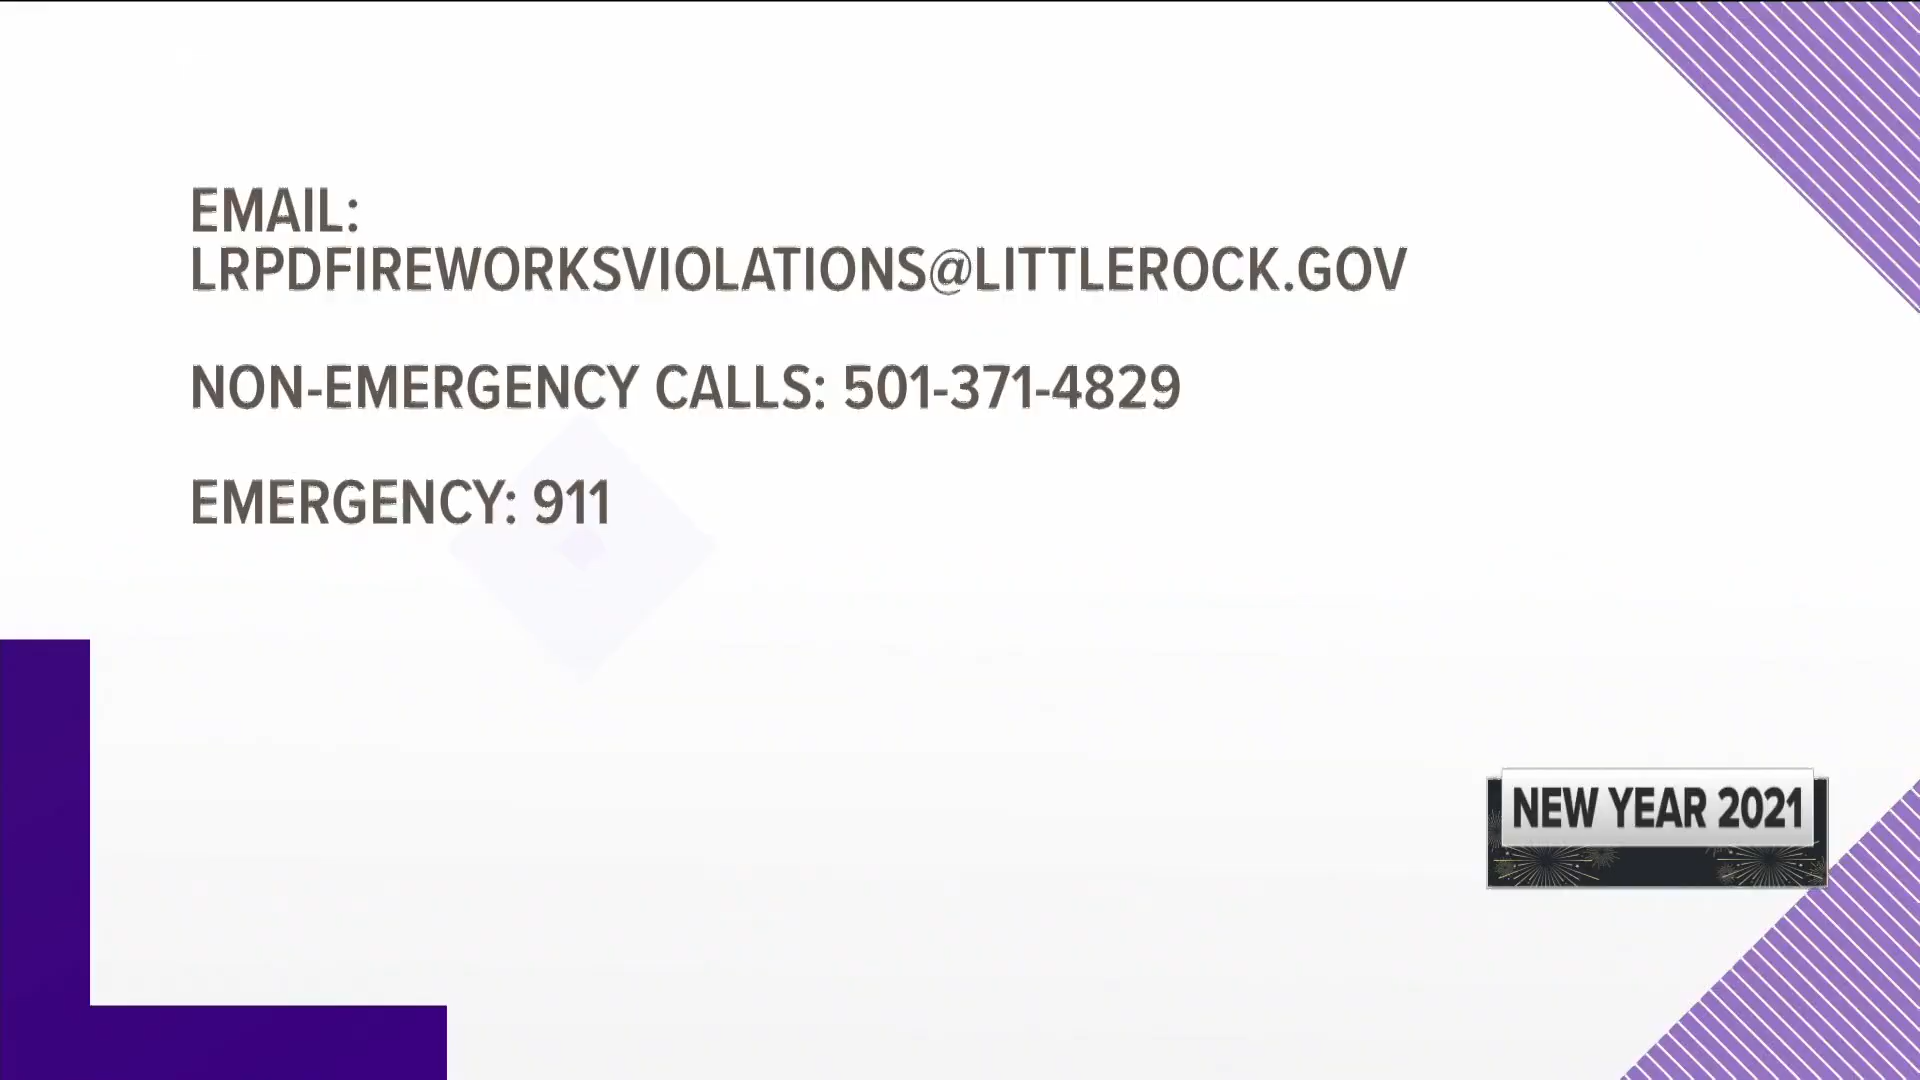 EMAIL:
LRPDFIREWORKSVIOLATIONS@LITTLEROCK.GOV
NON-EMERGENCY CALLS: 501-371-4829
EMERGENCY: 911
NEW YEAR 2021